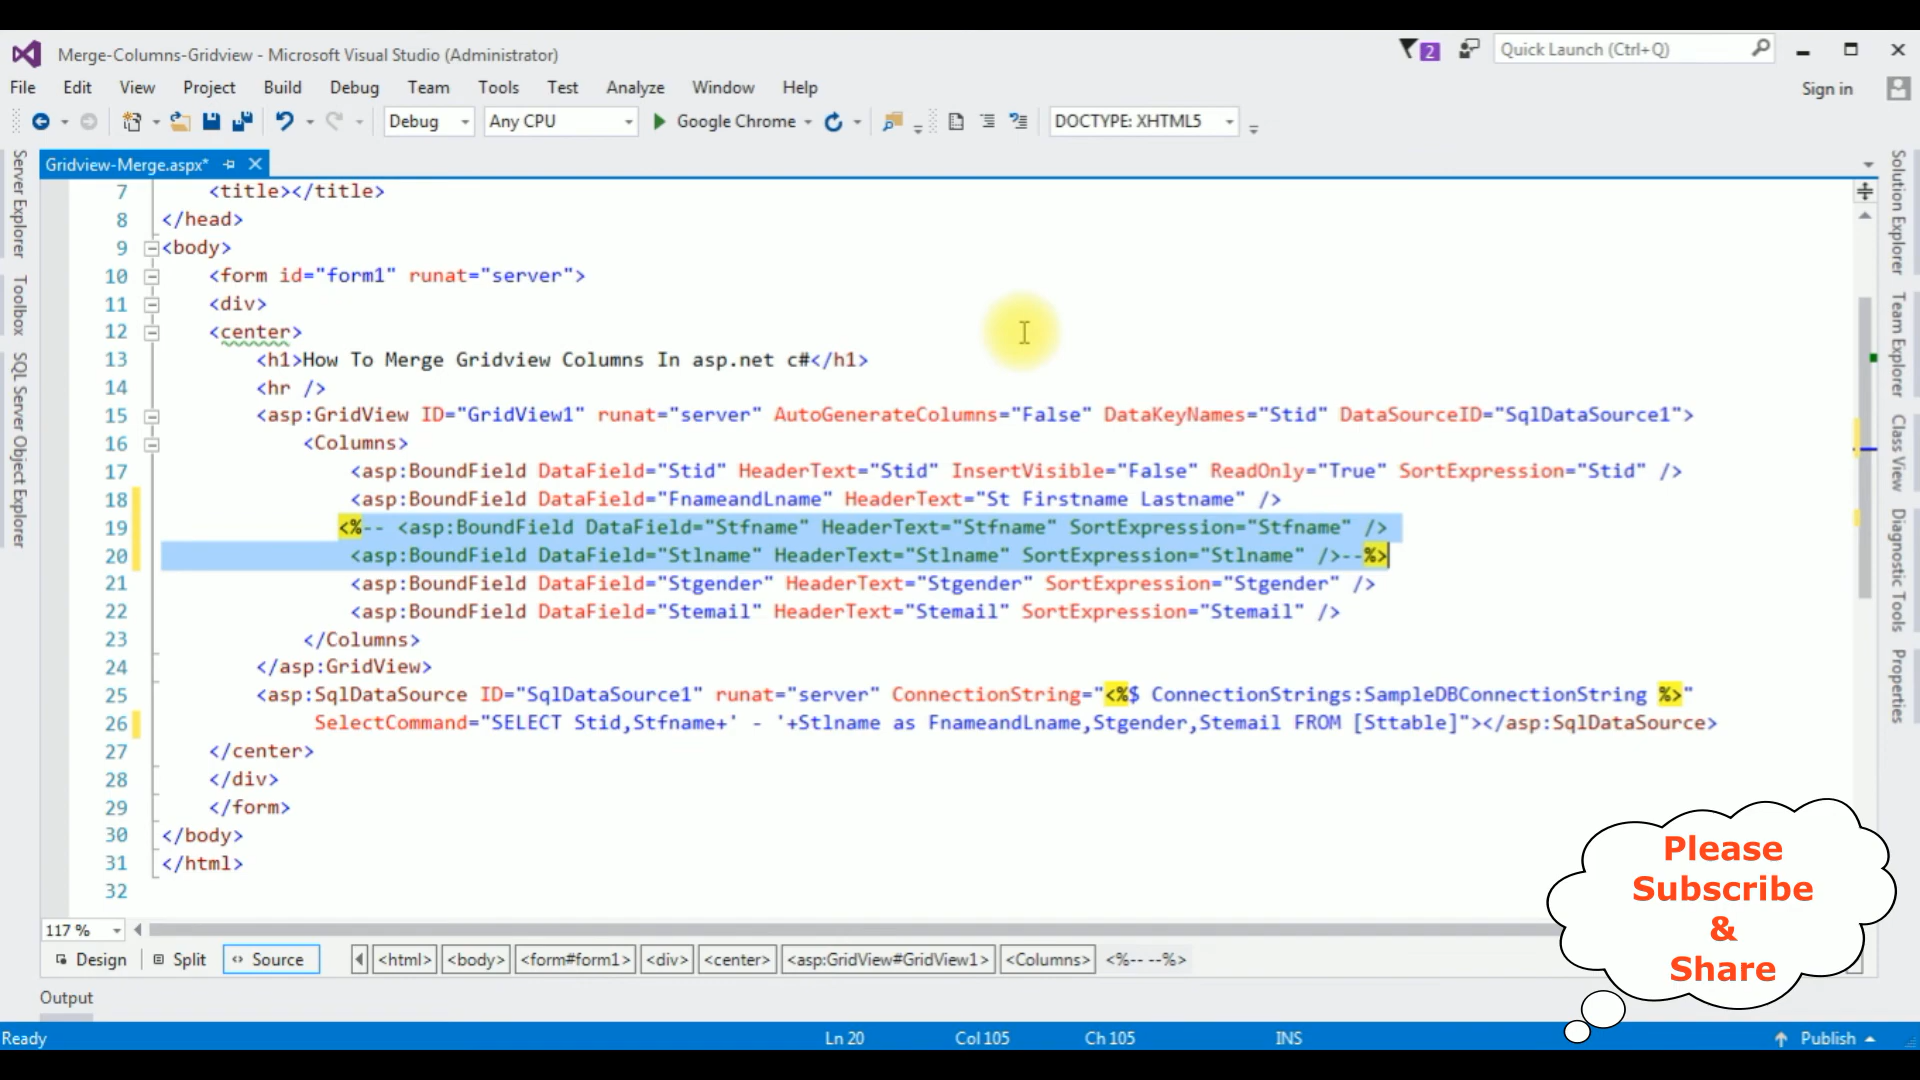 Merge-Columns-Gridview - Microsoft Visual Studio (Administrator)
2
Quick Launch (Ctrl+Q)
File Edit View Project Build Debug Team Tools Test Analyze Window Help
Sign in
Debug Any CPU Google Chrome DOCTYPE: XHTML5
Server Explorer
Toolbox
SQL Server Object Explorer
Gridview-Merge.aspx*
7 <title></title>
8 </head>
9 <body>
10 <form id="form1" runat="server">
11 <div>
12 <center>
13 <h1>How To Merge Gridview Columns In asp.net c#</h1>
14 <hr />
15 <asp:GridView ID="GridView1" runat="server" AutoGenerateColumns="False" DataKeyNames="Stid" DataSourceID="SqlDataSource1">
16 <Columns>
17 <asp:BoundField DataField="Stid" HeaderText="Stid" InsertVisible="False" ReadOnly="True" SortExpression="Stid" />
18 <asp:BoundField DataField="FnameandLname" HeaderText="St Firstname Lastname" />
19 <%-- <asp:BoundField DataField="Stfname" HeaderText="Stfname" SortExpression="Stfname" />
20 <asp:BoundField DataField="Stlname" HeaderText="Stlname" SortExpression="Stlname" />--%>
21 <asp:BoundField DataField="Stgender" HeaderText="Stgender" SortExpression="Stgender" />
22 <asp:BoundField DataField="Stemail" HeaderText="Stemail" SortExpression="Stemail" />
23 </Columns>
24 </asp:GridView>
25 <asp:SqlDataSource ID="SqlDataSource1" runat="server" ConnectionString="<%$ ConnectionStrings:SampleDBConnectionString %>"
26 SelectCommand="SELECT Stid,Stfname+' - '+Stlname as FnameandLname,Stgender,Stemail FROM [Sttable]"></asp:SqlDataSource>
27 </center>
28 </div>
29 </form>
30 </body>
31 </html>
32
Solution Explorer
Team Explorer
Class View
Diagnostic Tools
Properties
Please
Subscribe
&
Share
117 %
Design Split Source <html> <body> <form#form1> <div> <center> <asp:GridView#GridView1> <Columns> <%-- --%>
Output
Ready Ln 20 Col 105 Ch 105 INS Publish